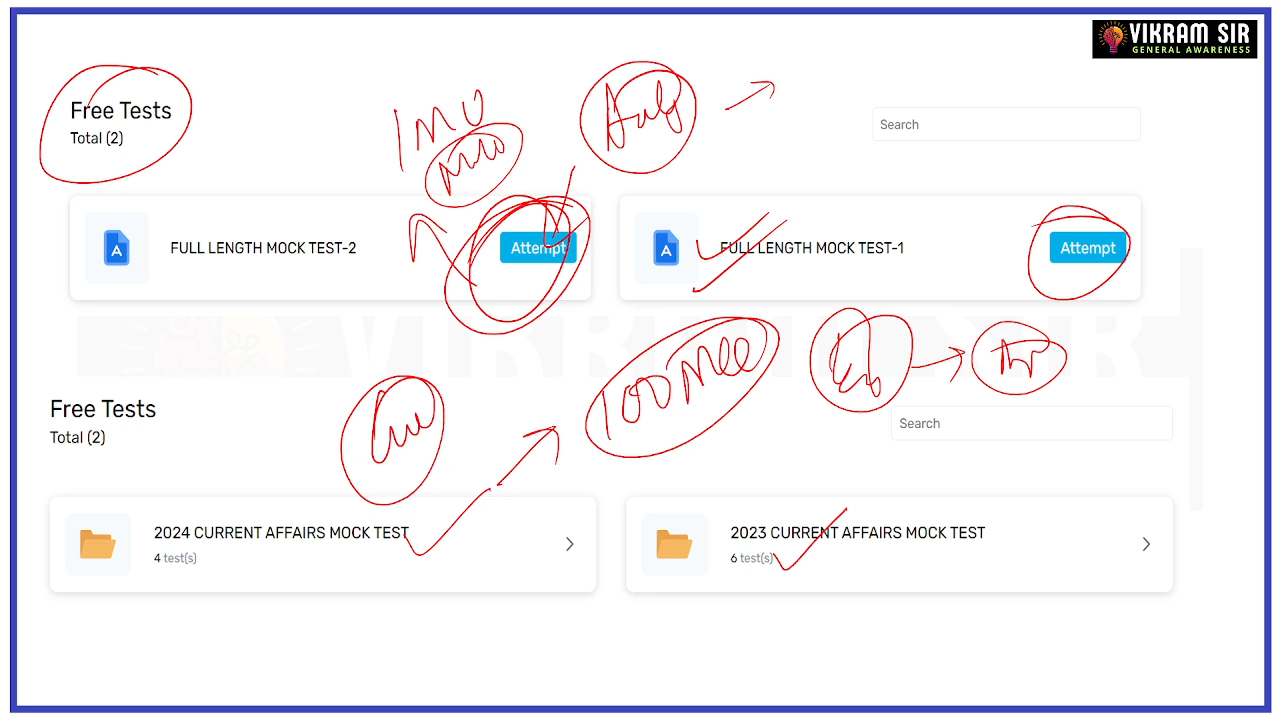 VIKRAM SIR
GENERAL AWARENESS
Free Tests
Total (2)
Search
FULL LENGTH MOCK TEST-2
Attempt
FULL LENGTH MOCK TEST-1
Attempt
Free Tests
Total (2)
Search
2024 CURRENT AFFAIRS MOCK TEST
4 test(s)
2023 CURRENT AFFAIRS MOCK TEST
6 test(s)